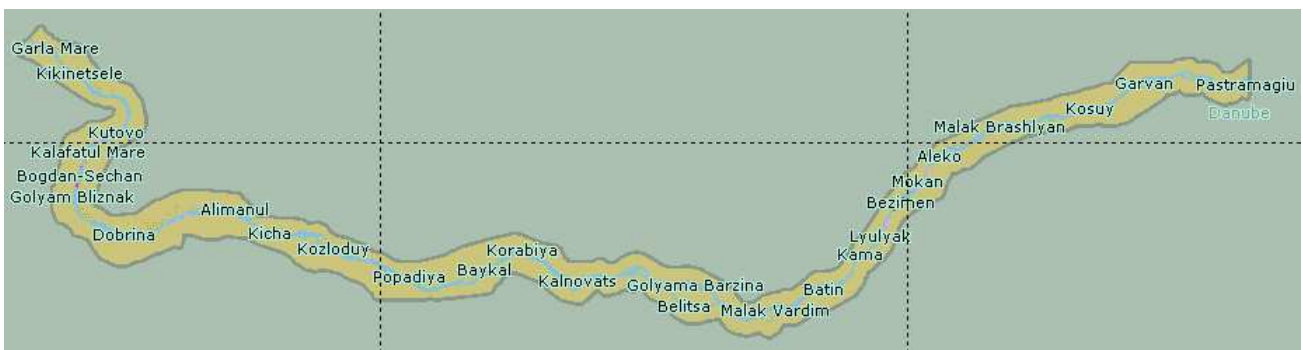 Garla Mare
Kikinetsele
Kutovo
Kalafatul Mare
Bogdan-Sechan
Golyam Bliznak
Dobrina
Alimanul
Kicha
Kozloduy
Popadiya
Baykal
Korabiya
Kalnovats
Golyama Barzina
Belitsa
Malak Vardim
Batin
Kama
Lyulyak
Bezimen
Mokan
Aleko
Malak Brashlyan
Kosuy
Garvan
Pastramagiu
Danube